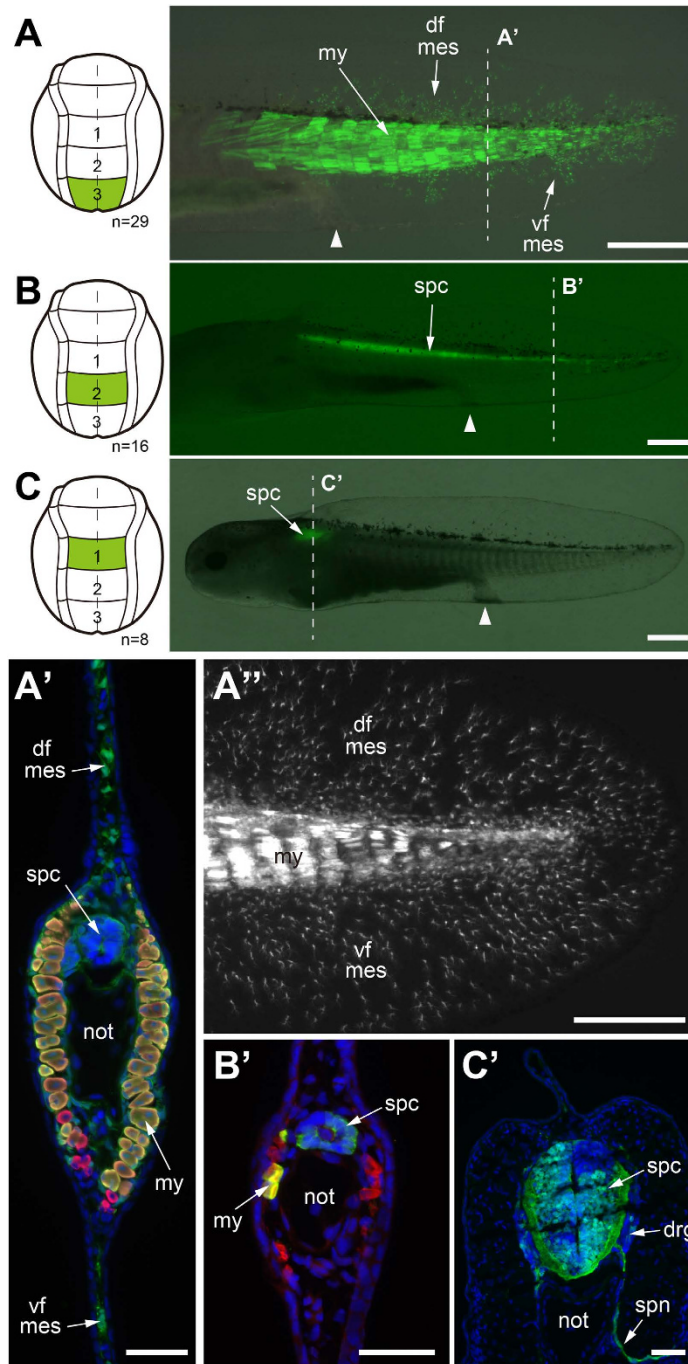 A
1
2
3
n=29
my
df
mes
A’
vf
mes
B
1
2
3
n=16
spc
B’
C
1
2
3
n=8
spc
C’
A’
df
mes
spc
not
my
vf
mes
A’’
df
mes
my
vf
mes
B’
spc
my
not
C’
spc
drg
not
spn